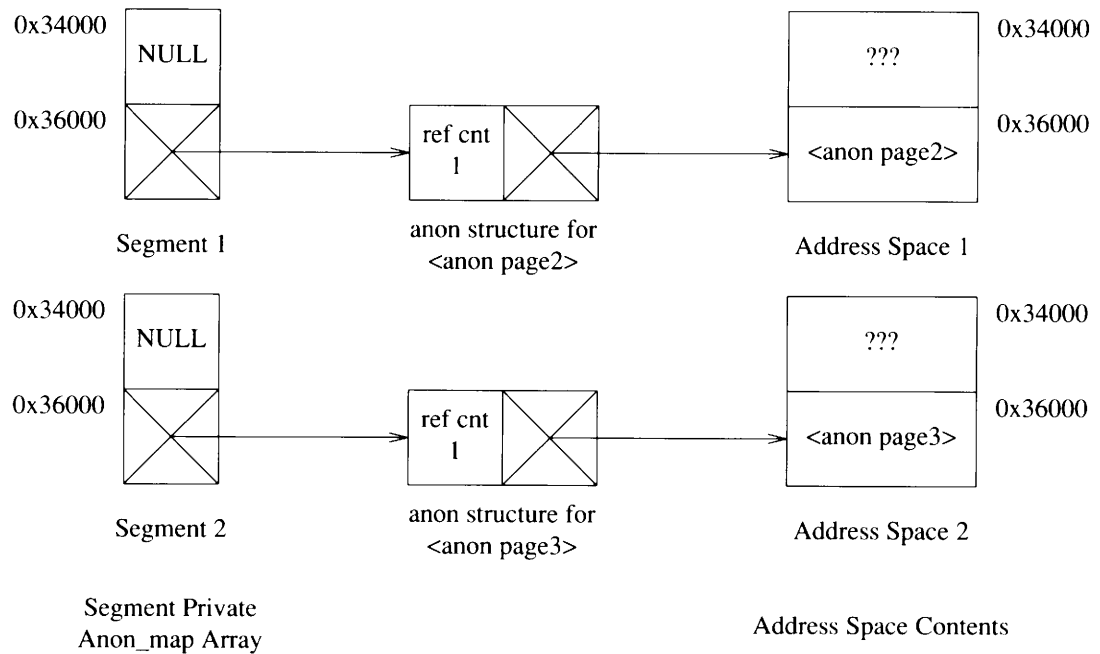 0x34000
NULL
0x36000
ref cnt
1
Segment 1
anon structure for
<anon page2>
???
0x34000
0x36000
<anon page2>
Address Space 1
0x34000
NULL
0x36000
ref cnt
1
Segment 2
anon structure for
<anon page3>
???
0x34000
0x36000
<anon page3>
Address Space 2
Segment Private
Anon_map Array
Address Space Contents